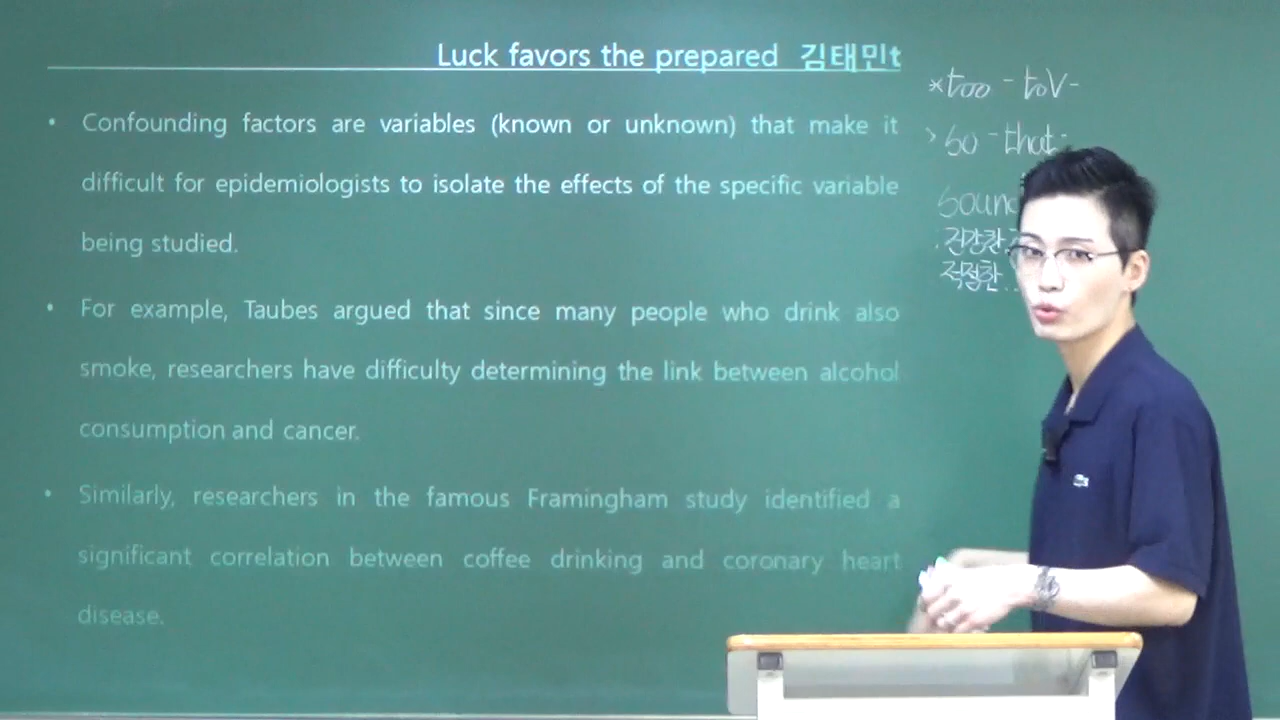 Luck favors the prepared 김태민t
• Confounding factors are variables (known or unknown) that make it
difficult for epidemiologists to isolate the effects of the specific variable
being studied.
• For example, Taubes argued that since many people who drink also
smoke, researchers have difficulty determining the link between alcohol
consumption and cancer.
• Similarly, researchers in the famous Framingham study identified a
significant correlation between coffee drinking and coronary heart
disease.
*too - toV-
>so - that-
soun
.건강한
적절한..